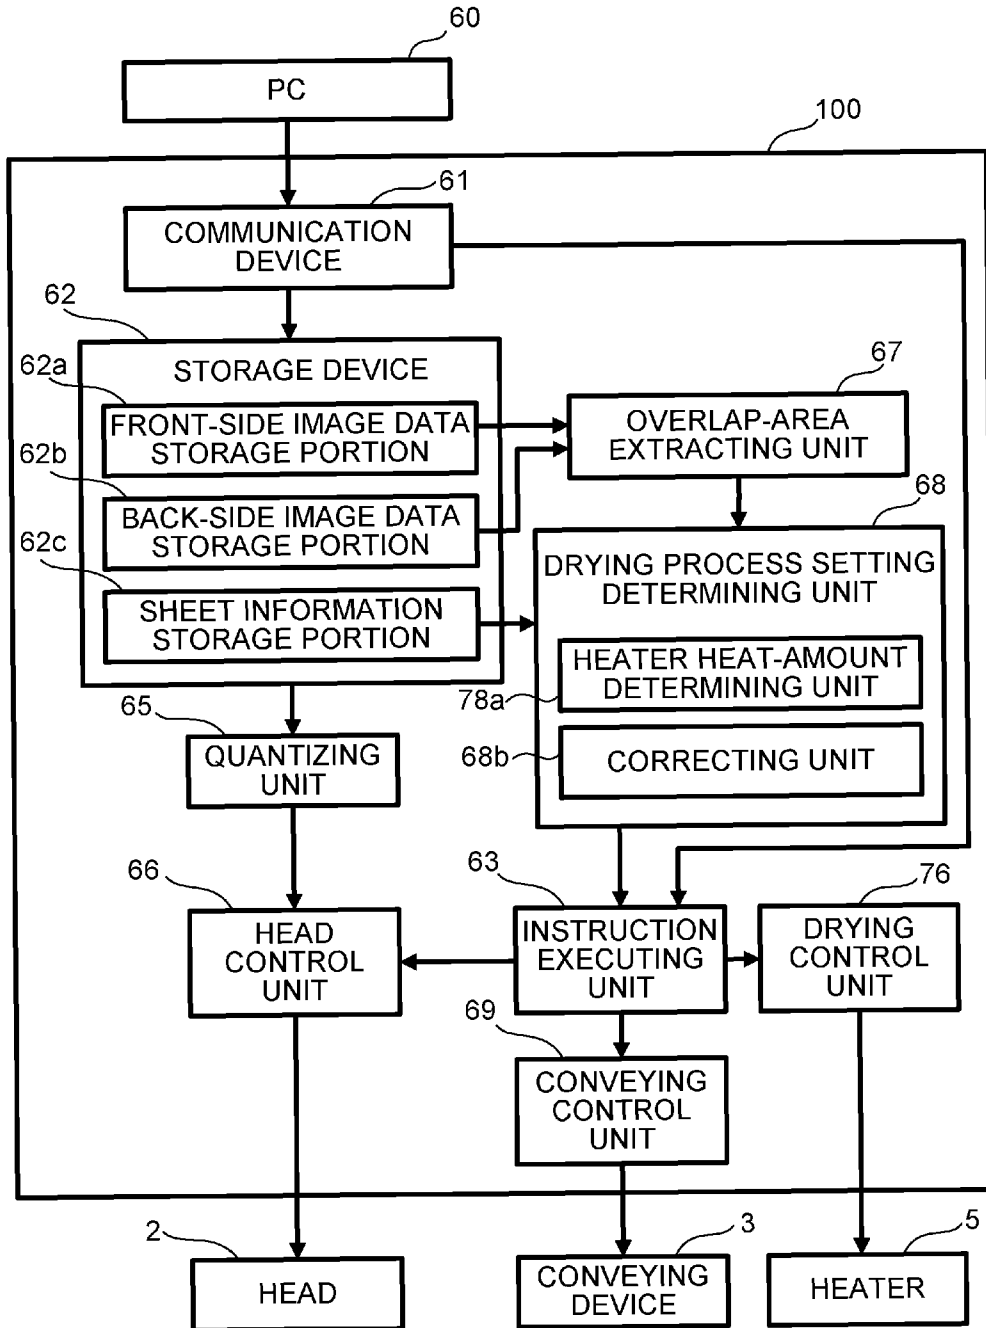 60
PC
100
61
COMMUNICATION
DEVICE
62
STORAGE DEVICE
62a
FRONT-SIDE IMAGE DATA
STORAGE PORTION
62b
BACK-SIDE IMAGE DATA
STORAGE PORTION
62c
SHEET INFORMATION
STORAGE PORTION
67
OVERLAP-AREA
EXTRACTING UNIT
68
DRYING PROCESS SETTING
DETERMINING UNIT
HEATER HEAT-AMOUNT
DETERMINING UNIT
78a
68b
CORRECTING UNIT
65
QUANTIZING
UNIT
66
HEAD
CONTROL
UNIT
63
INSTRUCTION
EXECUTING
UNIT
76
DRYING
CONTROL
UNIT
69
CONVEYING
CONTROL
UNIT
2
HEAD
3
CONVEYING
DEVICE
5
HEATER